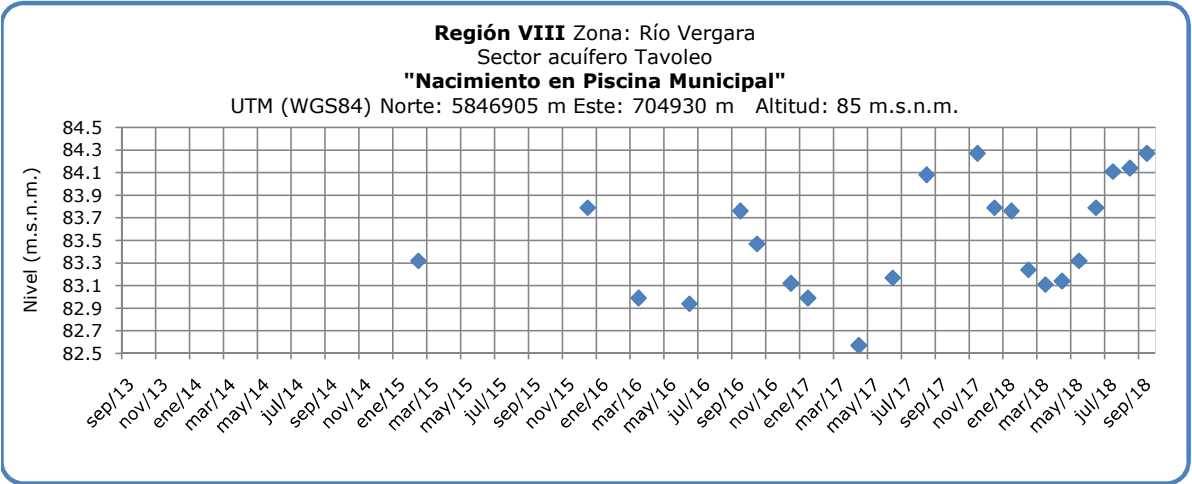 Región VIII Zona: Río Vergara
Sector acuífero Tavoleo
"Nacimiento en Piscina Municipal"
UTM (WGS84) Norte: 5846905 m Este: 704930 m Altitud: 85 m.s.n.m.
Nivel (m.s.n.m.)
84.5
84.3
84.1
83.9
83.7
83.5
83.3
83.1
82.9
82.7
82.5
sep/13
nov/13
ene/14
mar/14
may/14
jul/14
sep/14
nov/14
ene/15
mar/15
may/15
jul/15
sep/15
nov/15
ene/16
mar/16
may/16
jul/16
sep/16
nov/16
ene/17
mar/17
may/17
jul/17
sep/17
nov/17
ene/18
mar/18
may/18
jul/18
sep/18